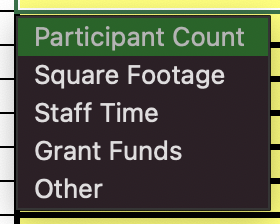 Participant Count
Square Footage
Staff Time
Grant Funds
Other